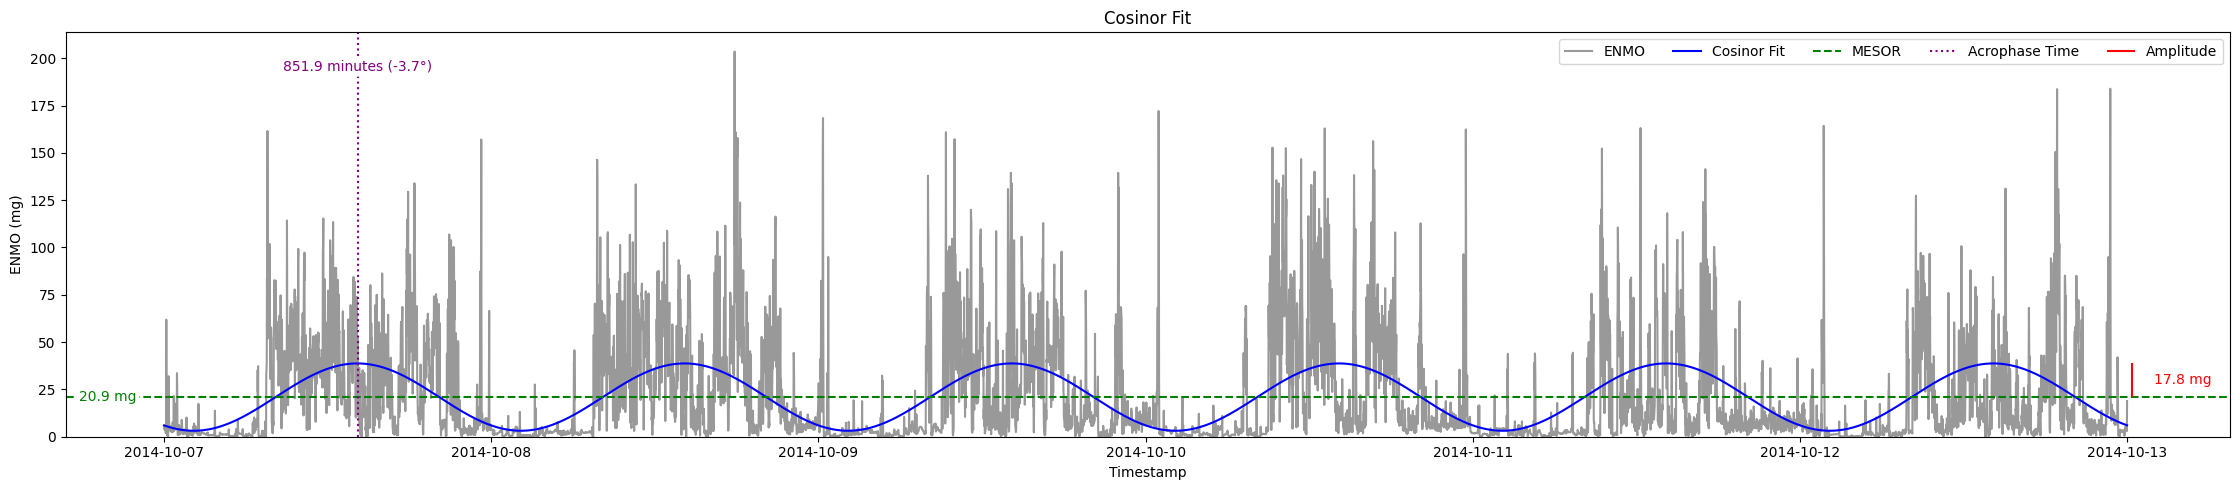 Cosinor Fit
ENMO Cosinor Fit MESOR Acrophase Time Amplitude
851.9 minutes (-3.7°)
200
175
150
125
100
75
50
25
0
ENMO (mg)
20.9 mg
17.8 mg
2014-10-07 2014-10-08 2014-10-09 2014-10-10 2014-10-11 2014-10-12 2014-10-13
Timestamp